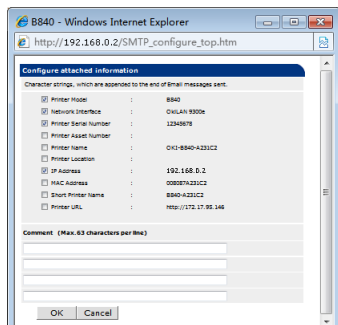 B840 - Windows Internet Explorer
http://192.168.0.2/SMTP_configure_top.htm
Configure attached information
Character strings, which are appended to the end of Email messages sent.
Printer Model : B840
Network Interface : OkiLAN 9300e
Printer Serial Number : 12345678
Printer Asset Number :
Printer Name : OKI-B840-A231C2
Printer Location :
IP Address : 192.168.0.2
MAC Address : 008087A231C2
Short Printer Name : B840-A231C2
Printer URL : http://172.17.95.146
Comment (Max.63 characters per line)
OK Cancel